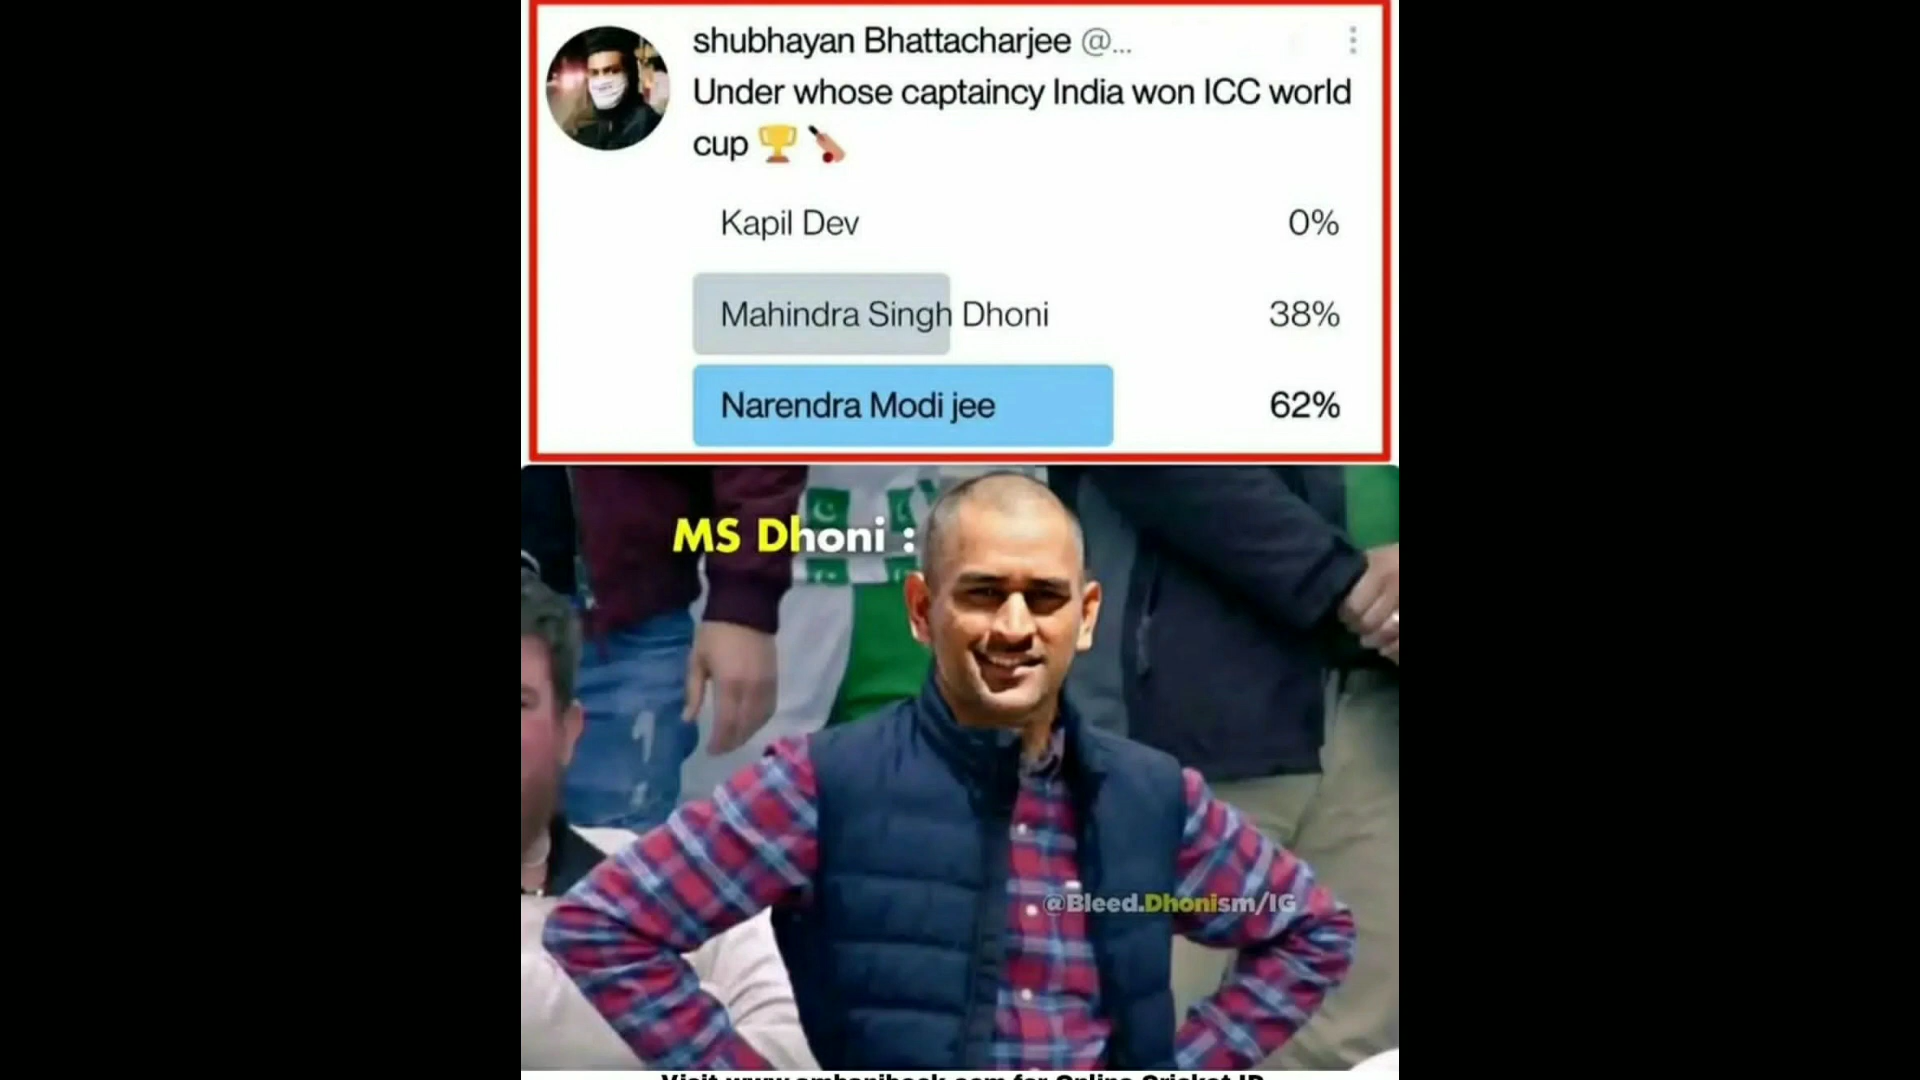 shubhayan Bhattacharjee @...
Under whose captaincy India won ICC world
cup 🏆 🏏
Kapil Dev 0%
Mahindra Singh Dhoni 38%
Narendra Modi jee 62%
MS Dhoni :
@Bleed.Dhonism/IG